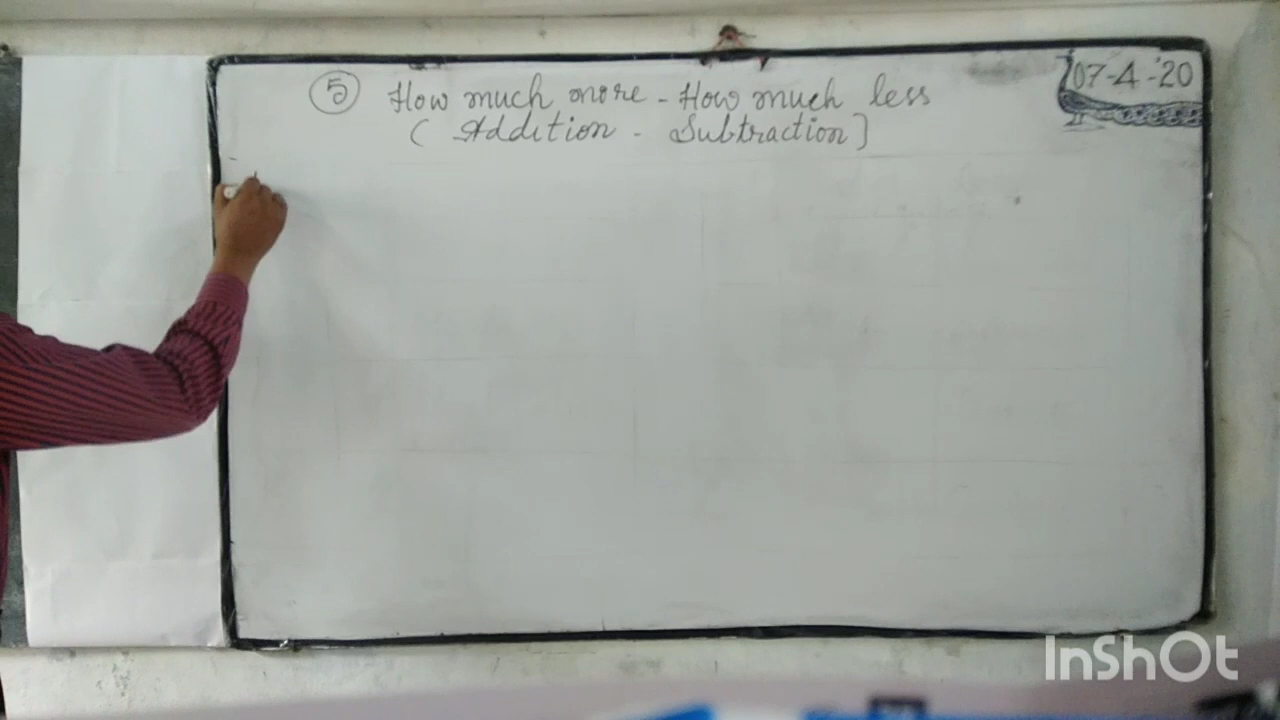 07-4-'20
⑤ How much more - How much less
( Addition - Subtraction ]
InShOt